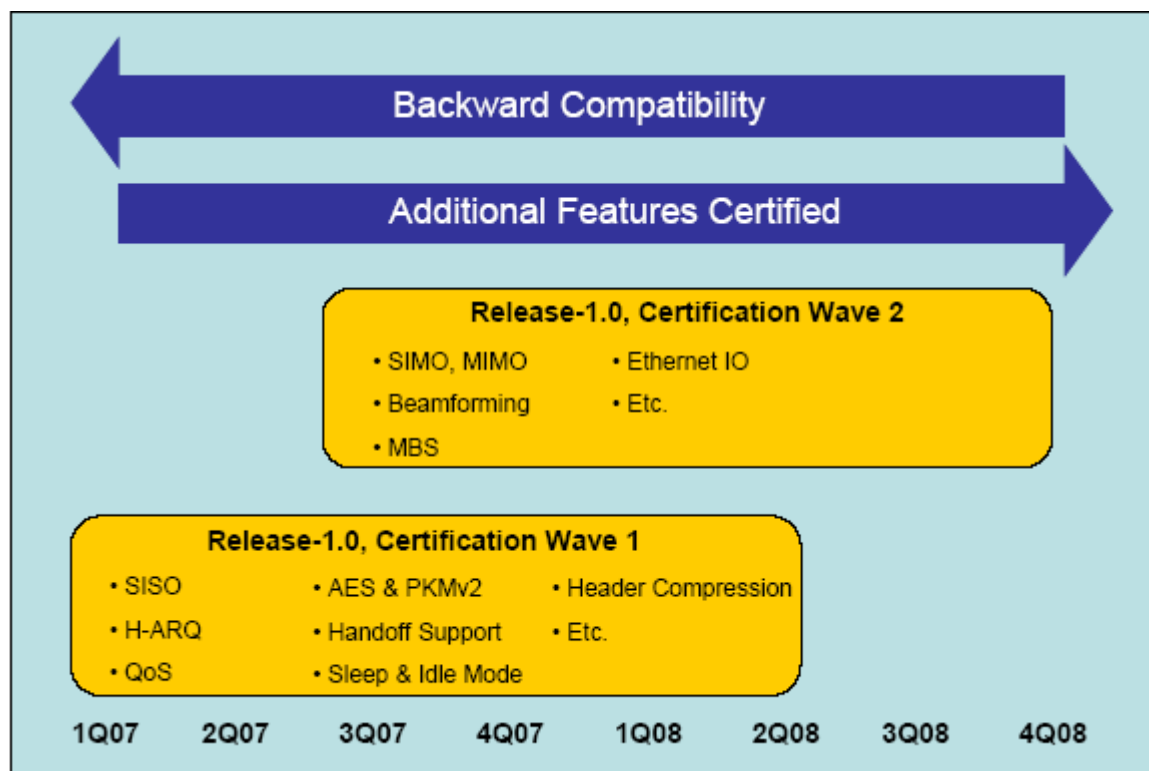 Backward Compatibility
Additional Features Certified
Release-1.0, Certification Wave 2
• SIMO, MIMO • Ethernet IO
• Beamforming • Etc.
• MBS
Release-1.0, Certification Wave 1
• SISO • AES & PKMv2 • Header Compression
• H-ARQ • Handoff Support • Etc.
• QoS • Sleep & Idle Mode
1Q07 2Q07 3Q07 4Q07 1Q08 2Q08 3Q08 4Q08